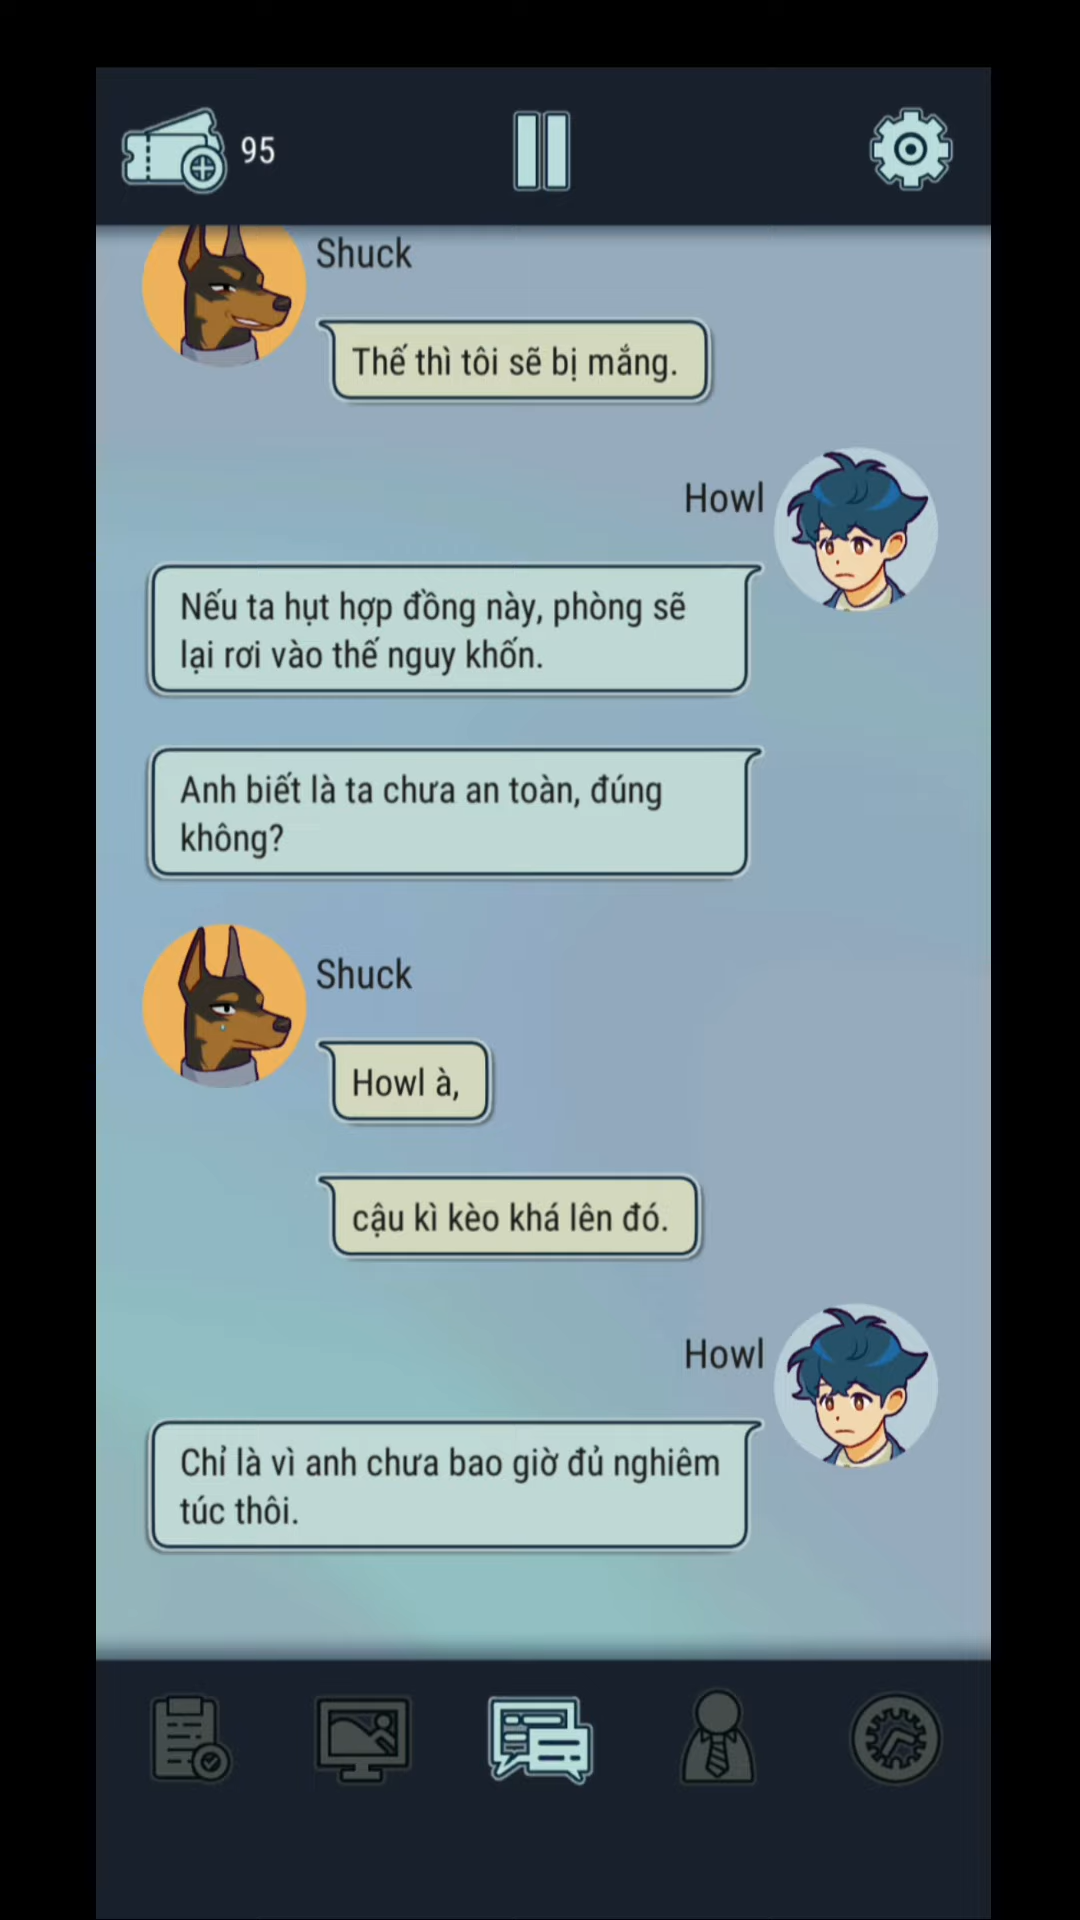 95
Shuck
Thế thì tôi sẽ bị mắng.
Howl
Nếu ta hụt hợp đồng này, phòng sẽ
lại rơi vào thế nguy khốn.
Anh biết là ta chưa an toàn, đúng
không?
Shuck
Howl à,
cậu kì kèo khá lên đó.
Howl
Chỉ là vì anh chưa bao giờ đủ nghiêm
túc thôi.